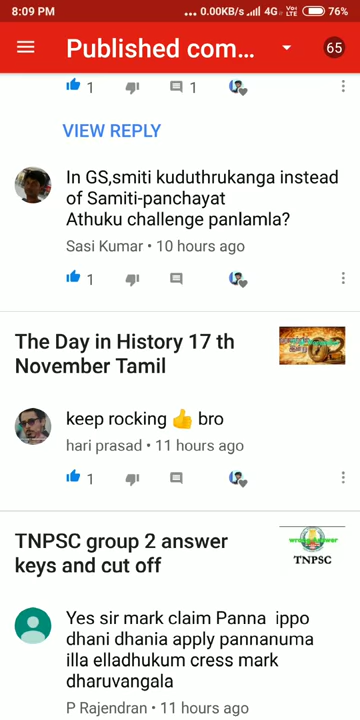 8:09 PM
... 0.00KB/s 4G Vo LTE 76%
Published com...
65
1
1
VIEW REPLY
In GS,smiti kuduthrukanga instead
of Samiti-panchayat
Athuku challenge panlamla?
Sasi Kumar • 10 hours ago
1
The Day in History 17 th
November Tamil
keep rocking 👍 bro
hari prasad • 11 hours ago
1
TNPSC group 2 answer
keys and cut off
TNPSC
Yes sir mark claim Panna ippo
dhani dhania apply pannanuma
illa elladhukum cress mark
dharuvangala
P Rajendran • 11 hours ago